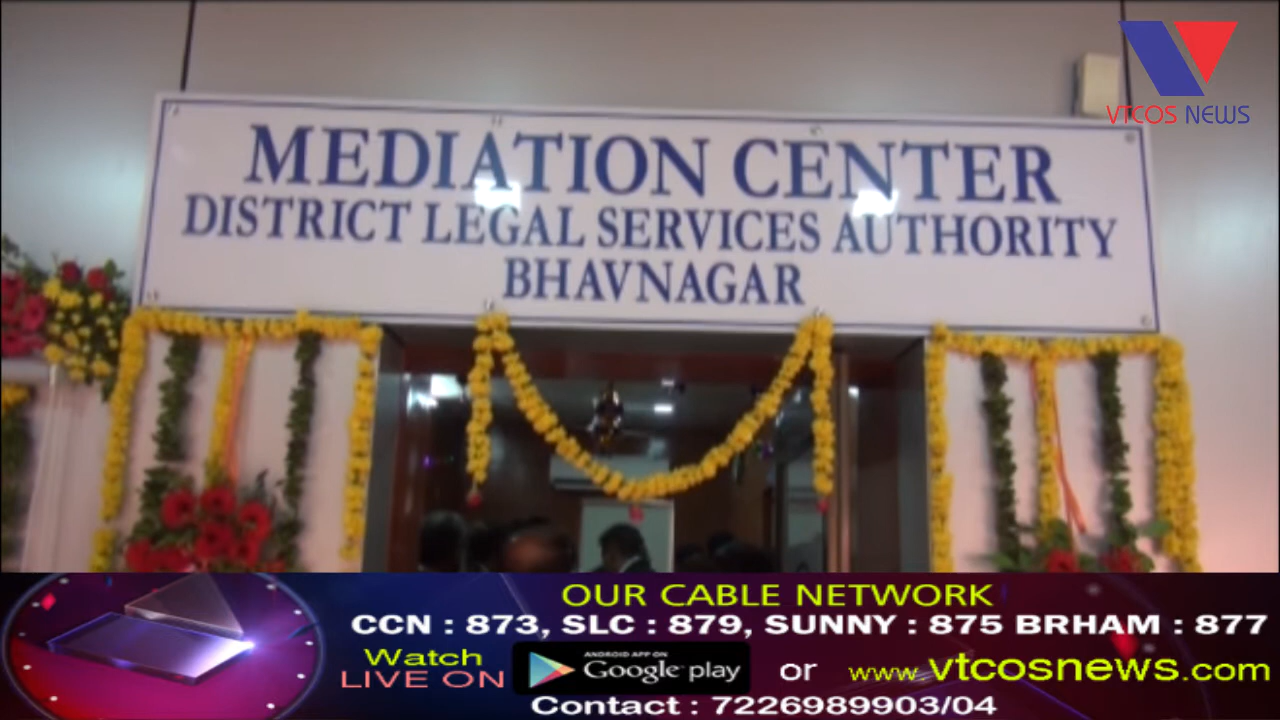 VTCOS NEWS
MEDIATION CENTER
DISTRICT LEGAL SERVICES AUTHORITY
BHAVNAGAR
OUR CABLE NETWORK
CCN : 873, SLC : 879, SUNNY : 875 BRHAM : 877
Watch
LIVE ON
ANDROID APP ON
Google play
or
www.vtcosnews.com
Contact : 7226989903/04